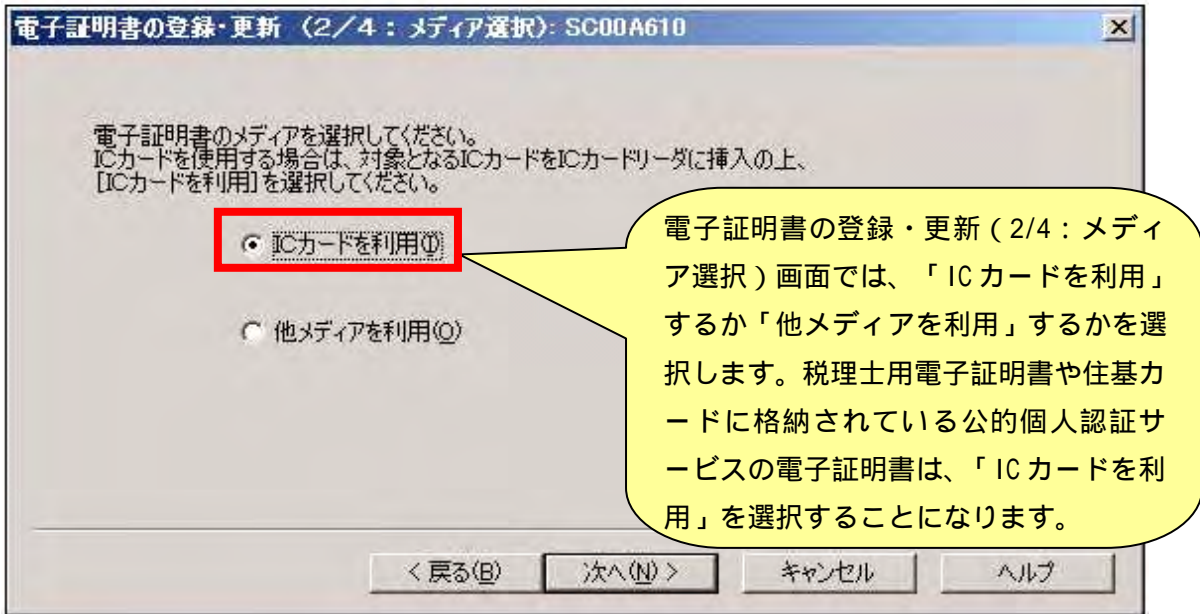 電子証明書の登録・更新 （2／4：メディア選択）: SC00A610
電子証明書のメディアを選択してください。
ICカードを使用する場合は、対象となるICカードをICカードリーダに挿入の上、
[ICカードを利用]を選択してください。
ICカードを利用(I)
他メディアを利用(O)
電子証明書の登録・更新（2/4：メディ
ア選択）画面では、「ICカードを利用」
するか「他メディアを利用」するかを選
択します。税理士用電子証明書や住基カ
ードに格納されている公的個人認証サ
ービスの電子証明書は、「ICカードを利
用」を選択することになります。
< 戻る(B)
次へ(N) >
キャンセル
ヘルプ